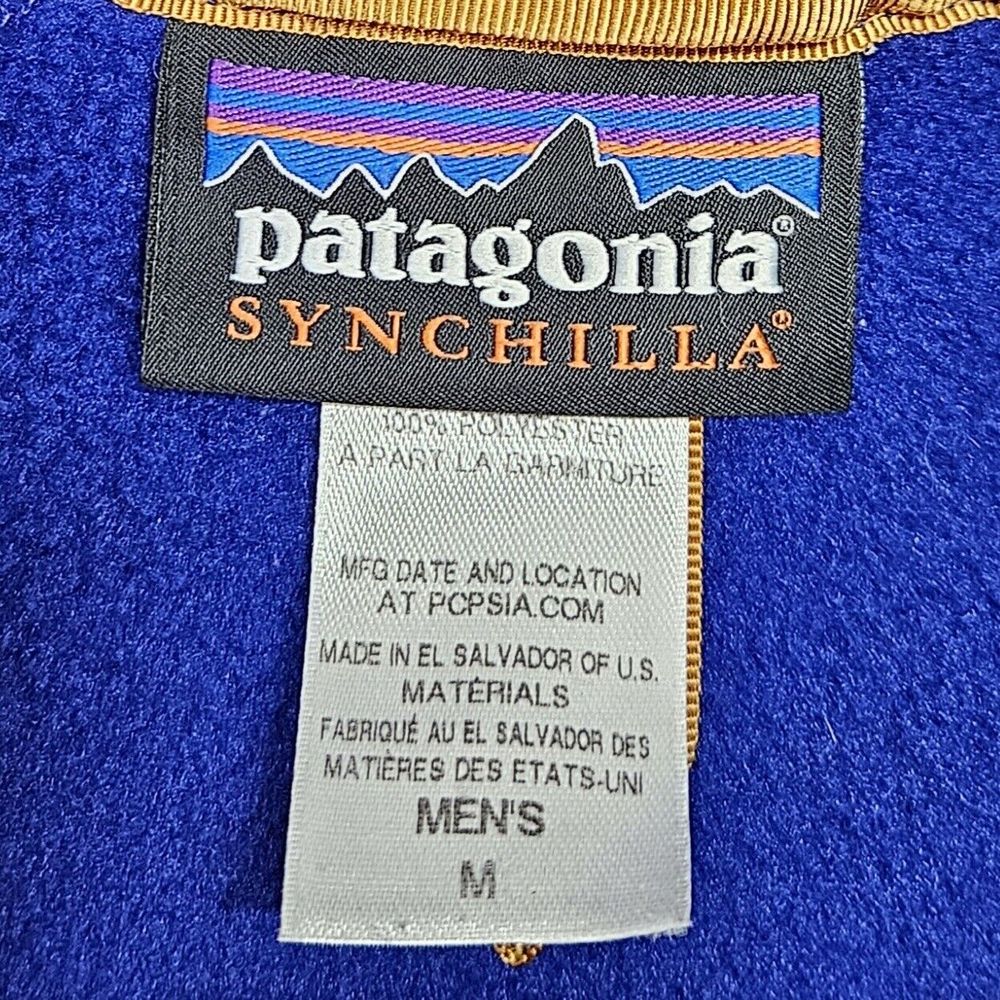 patagonia®
SYNCHILLA®
100% POLYESTER
A PART LA GARNITURE
MFG DATE AND LOCATION
AT PCPSIA.COM
MADE IN EL SALVADOR OF U.S.
MATERIALS
FABRIQUÉ AU EL SALVADOR DES
MATIÈRES DES ETATS-UNI
MEN'S
M